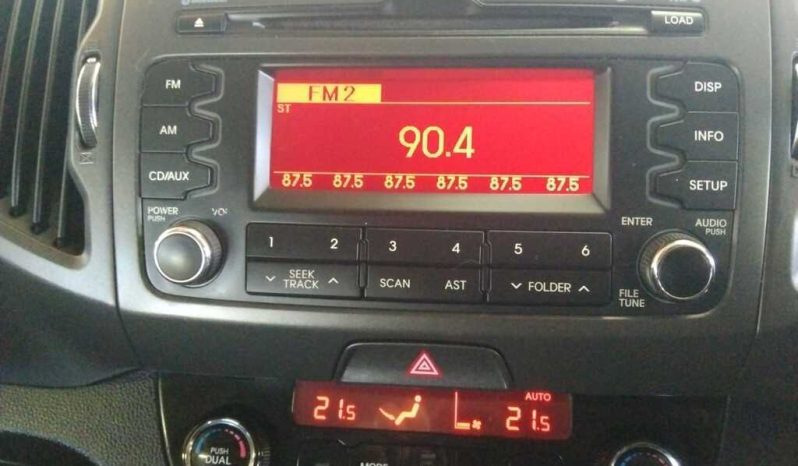 LOAD
FM
FM2
DISP
ST
AM
90.4
INFO
CD/AUX
87.5 87.5 87.5 87.5 87.5 87.5
SETUP
POWER
PUSH
VOL
ENTER
AUDIO
PUSH
1 2 3 4 5 6
SEEK
TRACK
SCAN
AST
FOLDER
FILE
TUNE
AUTO
21.5
21.5
PUSH
DUAL
MODE